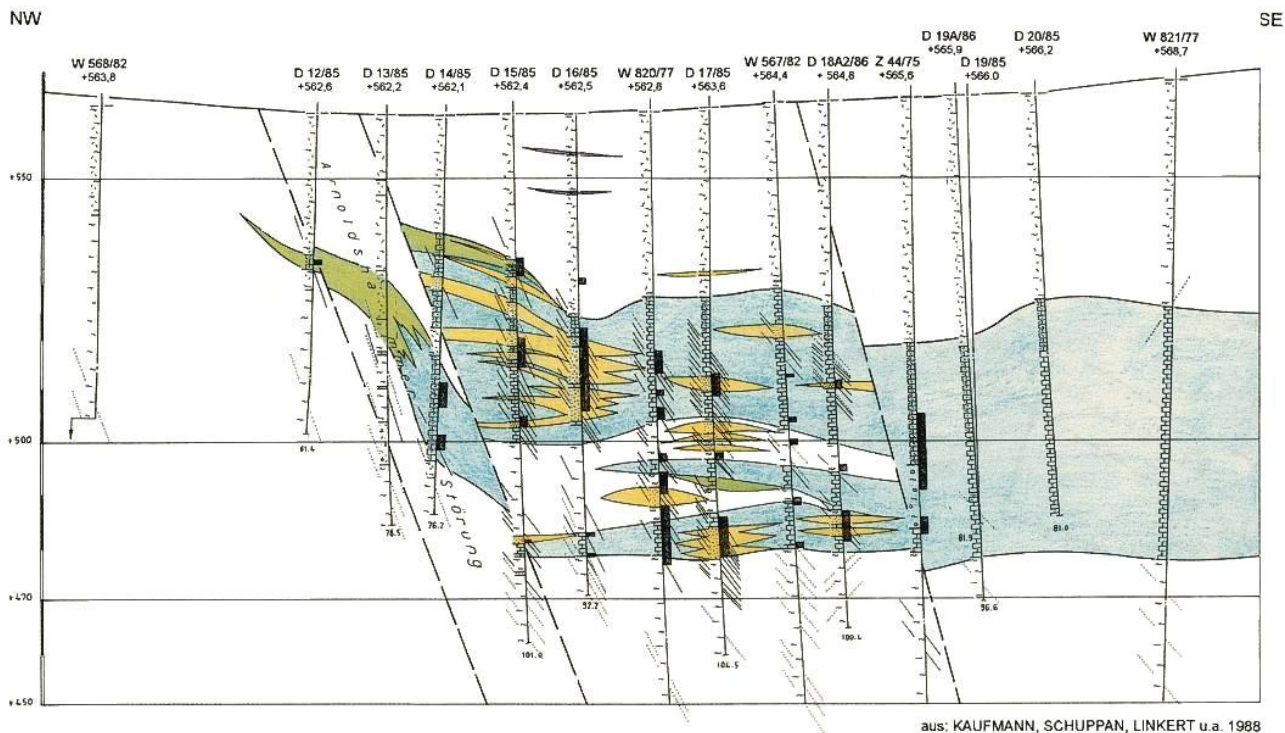 NW
SE
W 568/82
+563,8
D 12/85
+562,6
D 13/85
+562,2
D 14/85
+562,1
D 15/85
+562,4
D 16/85
+562,5
W 820/77
+562,8
D 17/85
+563,6
W 567/82
+564,4
D 18A2/86
+564,8
Z 44/75
+565,6
D 19A/86
+565,9
D 19/85
+566.0
D 20/85
+566,2
W 821/77
+568,7
+550
+500
+470
+450
Arnoldsha
Störung
61.4
76.5
76.2
101.0
92.2
104.5
100.4
81.9
96.6
81.0
aus: KAUFMANN, SCHUPPAN, LINKERT u.a. 1988